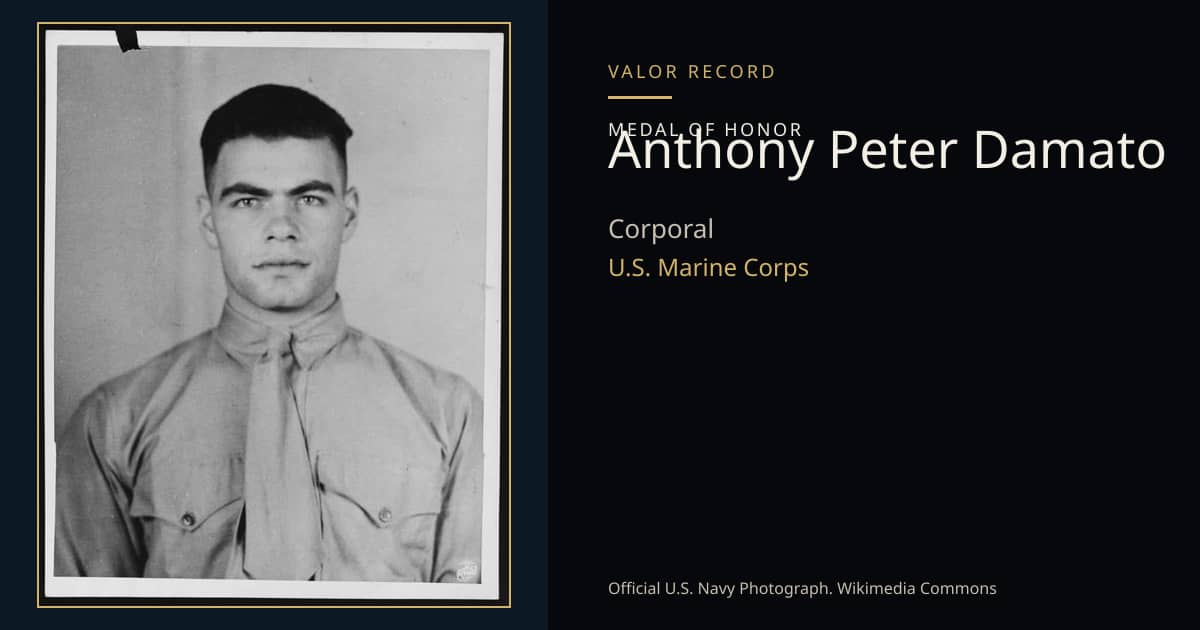 VALOR RECORD
MEDAL OF HONOR
Anthony Peter Damato
Corporal
U.S. Marine Corps
Official U.S. Navy Photograph. Wikimedia Commons